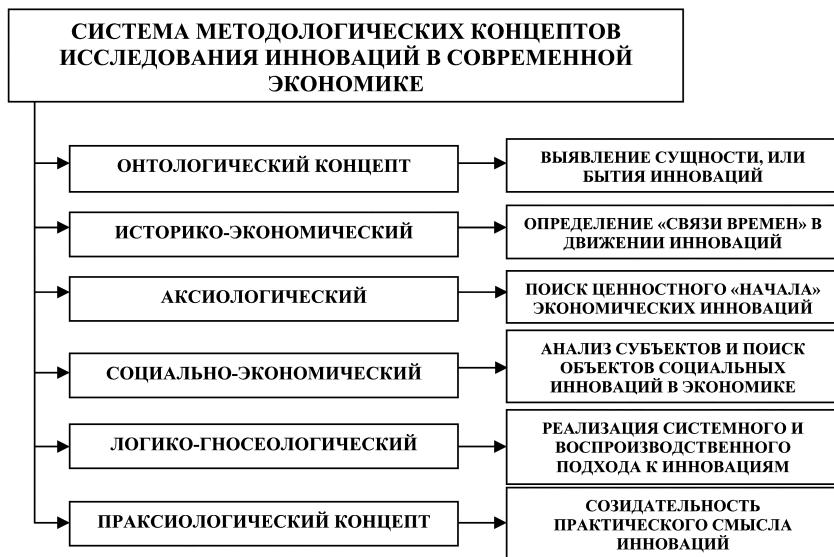 СИСТЕМА МЕТОДОЛОГИЧЕСКИХ КОНЦЕПТОВ
ИССЛЕДОВАНИЯ ИННОВАЦИЙ В СОВРЕМЕННОЙ
ЭКОНОМИКЕ
ОНТОЛОГИЧЕСКИЙ КОНЦЕПТ
ВЫЯВЛЕНИЕ СУЩНОСТИ, ИЛИ
БЫТИЯ ИННОВАЦИЙ
ИСТОРИКО-ЭКОНОМИЧЕСКИЙ
ОПРЕДЕЛЕНИЕ «СВЯЗИ ВРЕМЕН» В
ДВИЖЕНИИ ИННОВАЦИЙ
АКСИОЛОГИЧЕСКИЙ
ПОИСК ЦЕННОСТНОГО «НАЧАЛА»
ЭКОНОМИЧЕСКИХ ИННОВАЦИЙ
СОЦИАЛЬНО-ЭКОНОМИЧЕСКИЙ
АНАЛИЗ СУБЪЕКТОВ И ПОИСК
ОБЪЕКТОВ СОЦИАЛЬНЫХ
ИННОВАЦИЙ В ЭКОНОМИКЕ
ЛОГИКО-ГНОСЕОЛОГИЧЕСКИЙ
РЕАЛИЗАЦИЯ СИСТЕМНОГО И
ВОСПРОИЗВОДСТВЕННОГО
ПОДХОДА К ИННОВАЦИЯМ
ПРАКСИОЛОГИЧЕСКИЙ КОНЦЕПТ
СОЗИДАТЕЛЬНОСТЬ
ПРАКТИЧЕСКОГО СМЫСЛА
ИННОВАЦИЙ